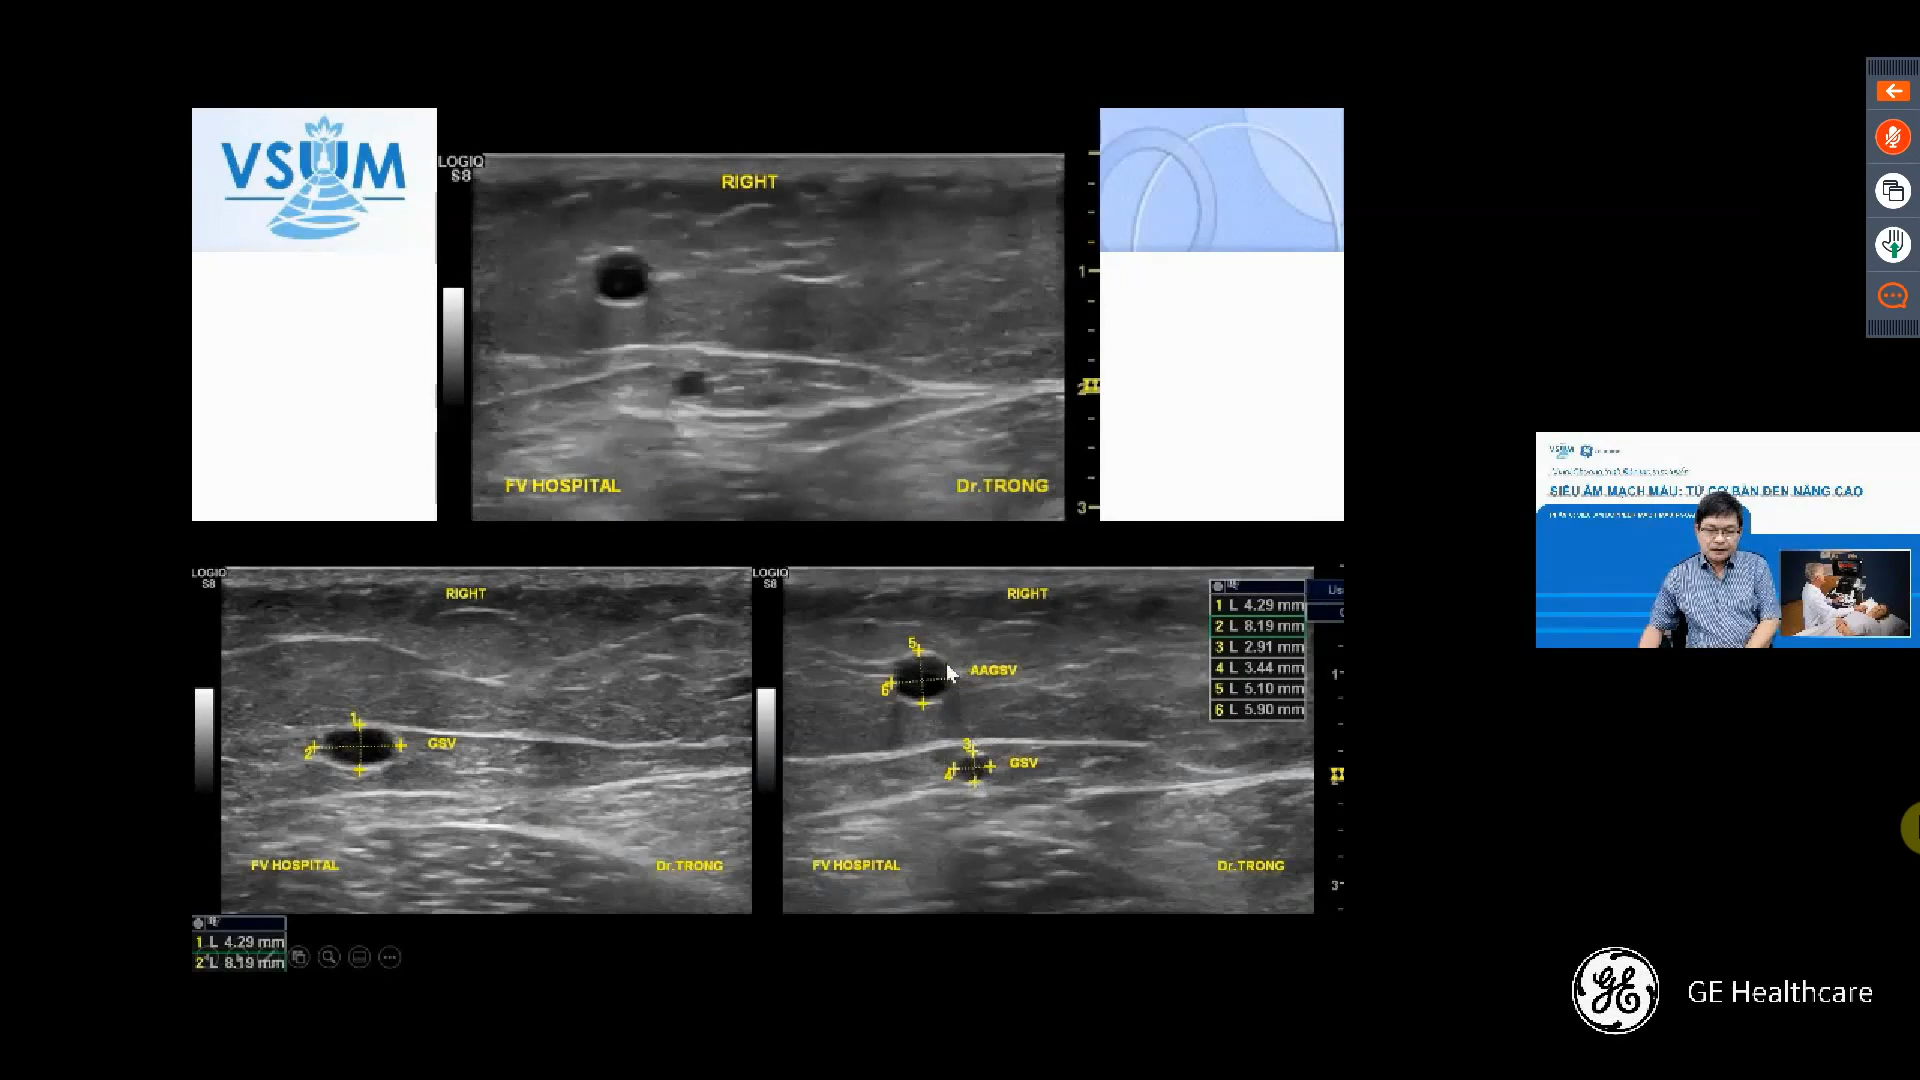 VSUM
LOGIQ
S8
RIGHT
1
2
3
FV HOSPITAL
Dr.TRONG
LOGIQ
S8
RIGHT
1
2
GSV
FV HOSPITAL
Dr.TRONG
1 L 4.29 mm
2 L 8.19 mm
LOGIQ
S8
RIGHT
5
6
AAGSV
3
4
GSV
FV HOSPITAL
Dr.TRONG
1 L 4.29 mm
2 L 8.19 mm
3 L 2.91 mm
4 L 3.44 mm
5 L 5.10 mm
6 L 5.90 mm
1
3
VSUM
SIÊU ÂM MẠCH MÁU: TỪ CƠ BẢN ĐẾN NÂNG CAO
GE Healthcare